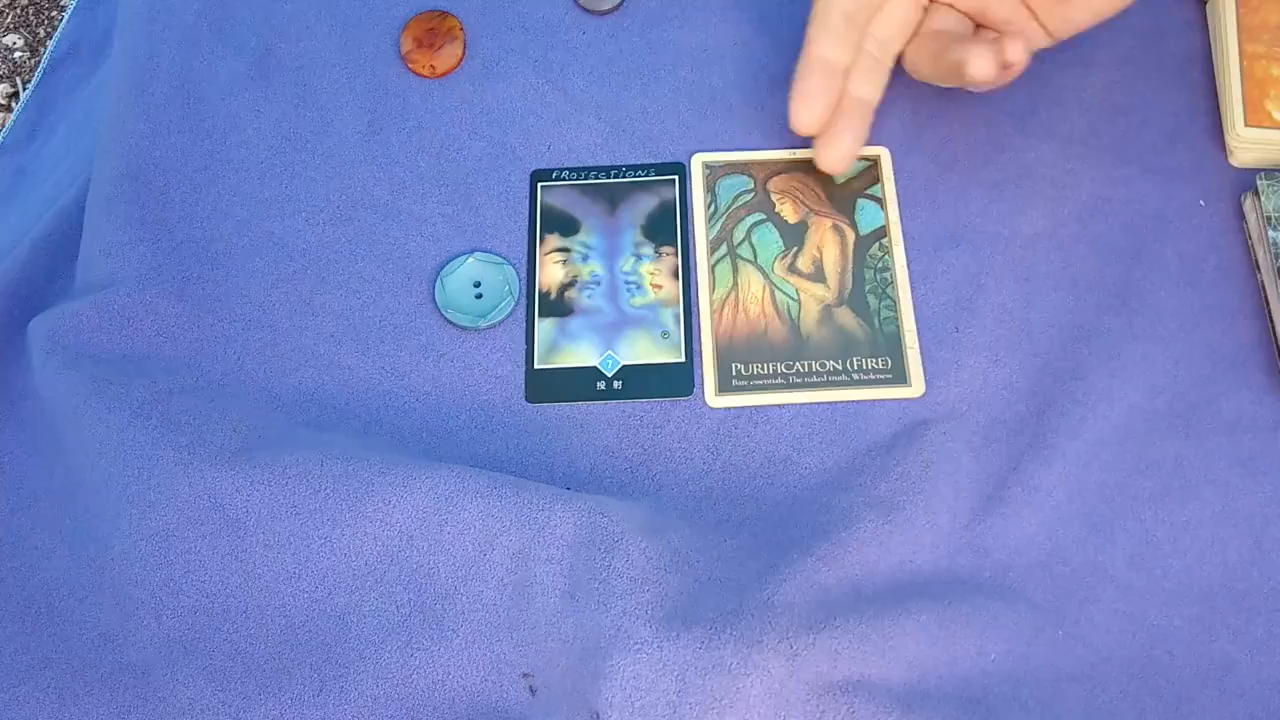 PROJECTIONS
7
投射
PURIFICATION (FIRE)
Bare essentials, The naked truth, Wholeness